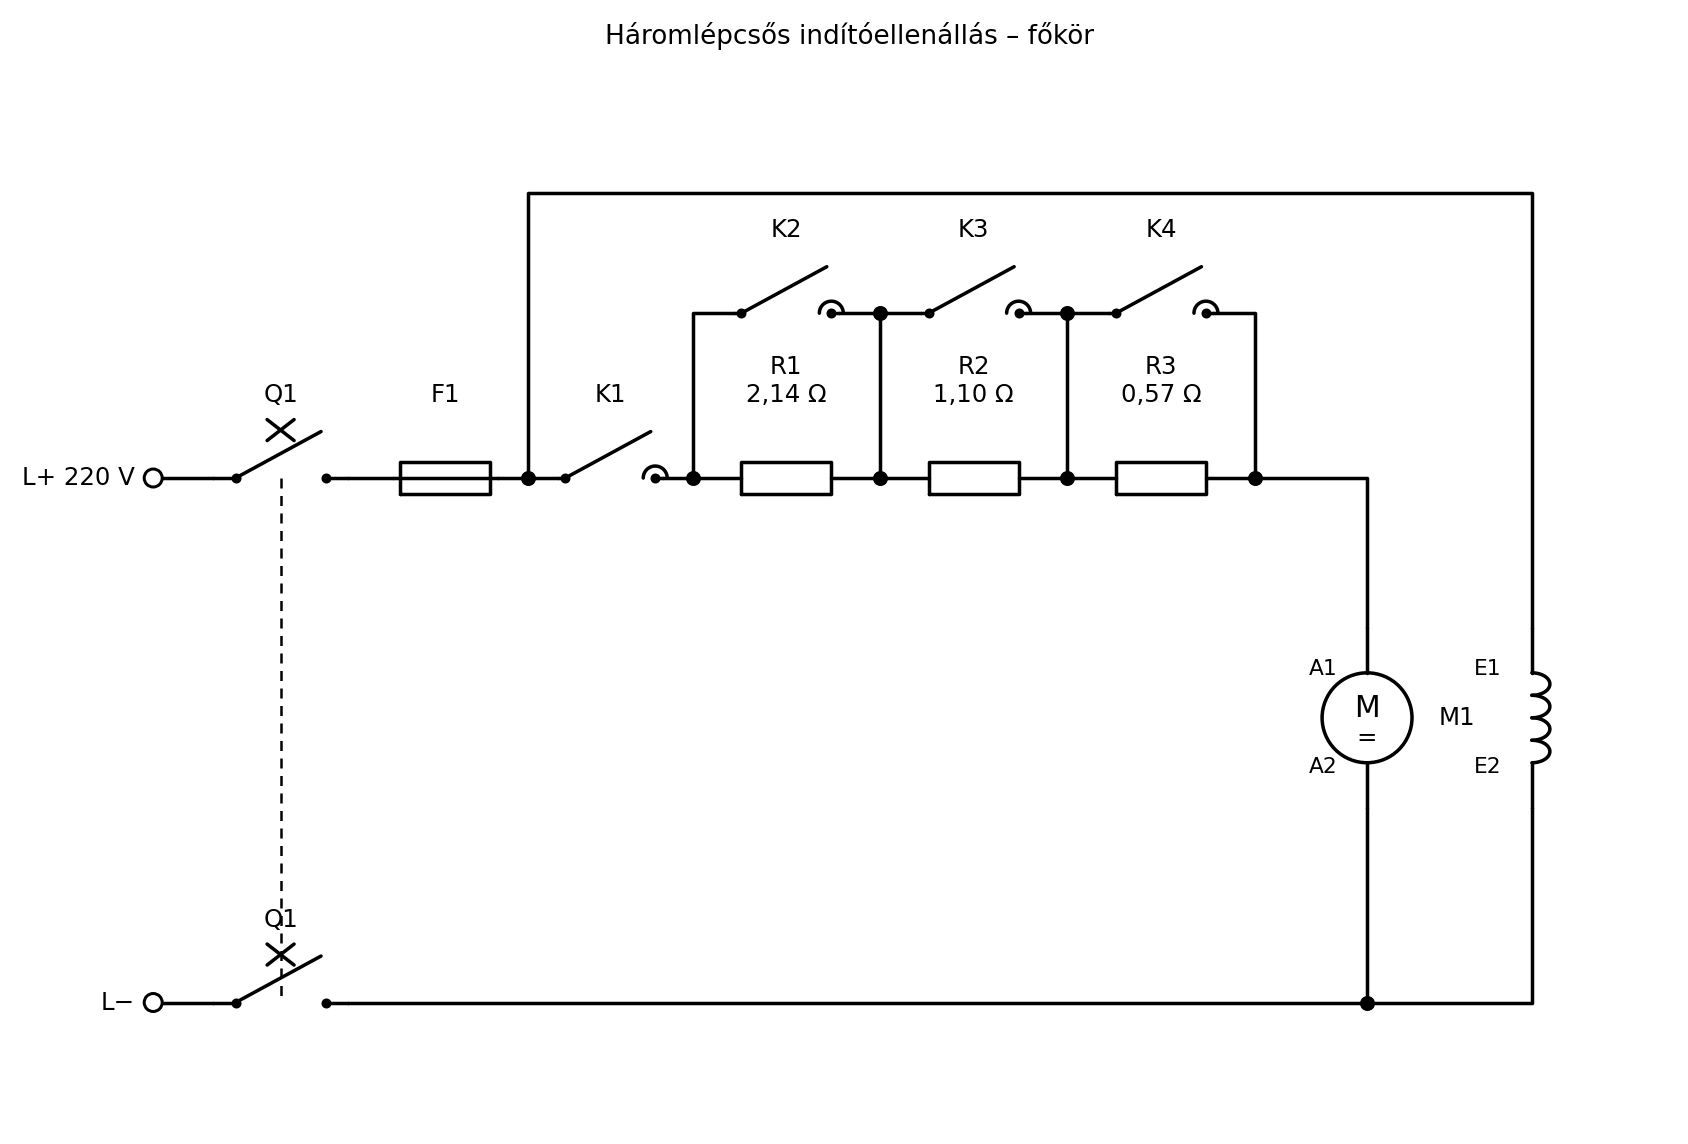 Háromlépcsős indítóellenállás – főkör
K2
K3
K4
R1
2,14 Ω
R2
1,10 Ω
R3
0,57 Ω
Q1
F1
K1
L+ 220 V
A1
E1
M
=
M1
A2
E2
Q1
L−